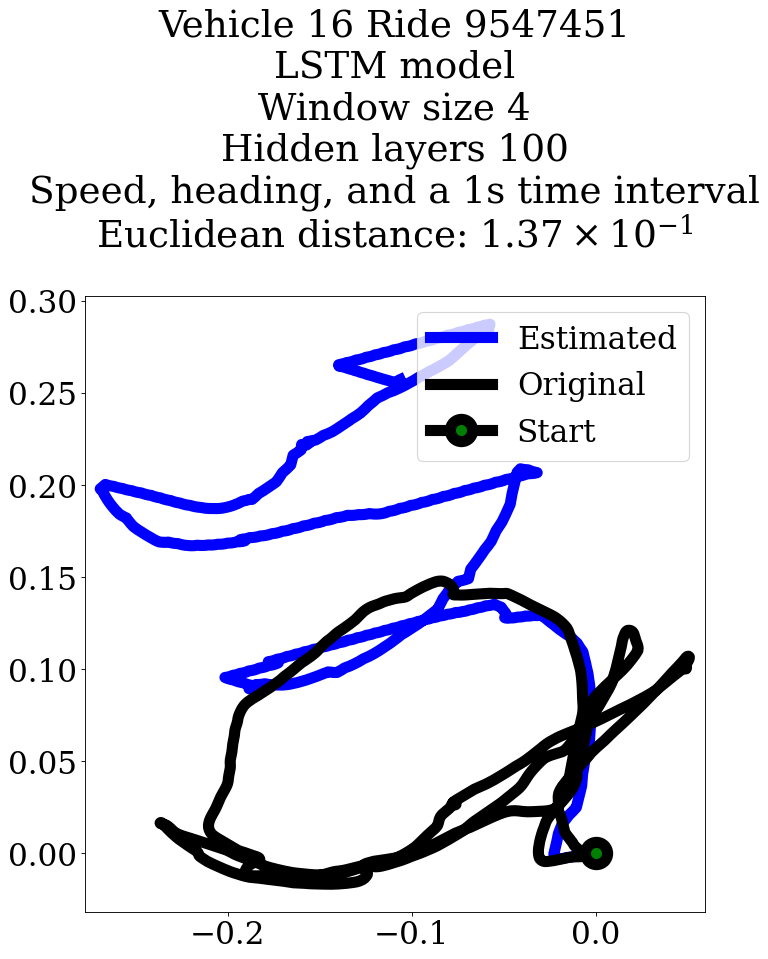 Vehicle 16 Ride 9547451
LSTM model
Window size 4
Hidden layers 100
Speed, heading, and a 1s time interval
Euclidean distance: 1.37 × 10⁻¹
0.30
0.25
0.20
0.15
0.10
0.05
0.00
Estimated
Original
Start
−0.2 −0.1 0.0